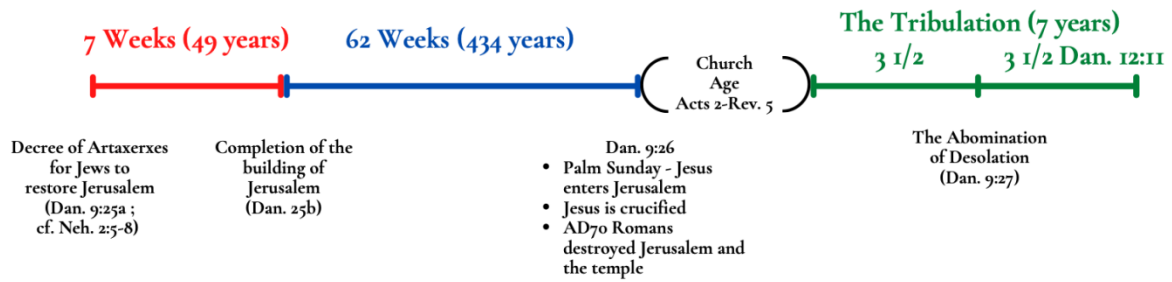 7 Weeks (49 years)
62 Weeks (434 years)
Church
Age
Acts 2-Rev. 5
The Tribulation (7 years)
3 1/2
3 1/2 Dan. 12:11
Decree of Artaxerxes
for Jews to
restore Jerusalem
(Dan. 9:25a ;
cf. Neh. 2:5-8)
Completion of the
building of
Jerusalem
(Dan. 25b)
Dan. 9:26
• Palm Sunday - Jesus
enters Jerusalem
• Jesus is crucified
• AD70 Romans
destroyed Jerusalem and
the temple
The Abomination
of Desolation
(Dan. 9:27)